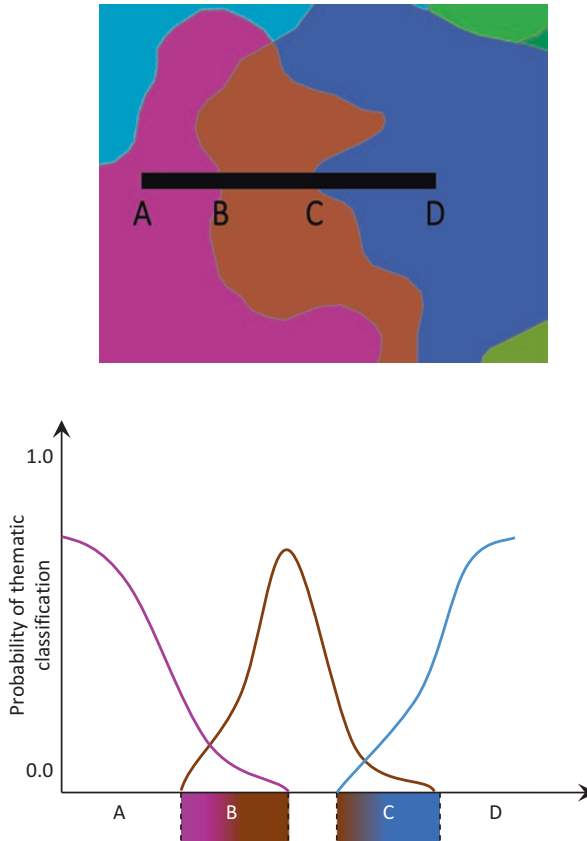 A B C D
1.0
Probability of thematic
classification
0.0
A B C D